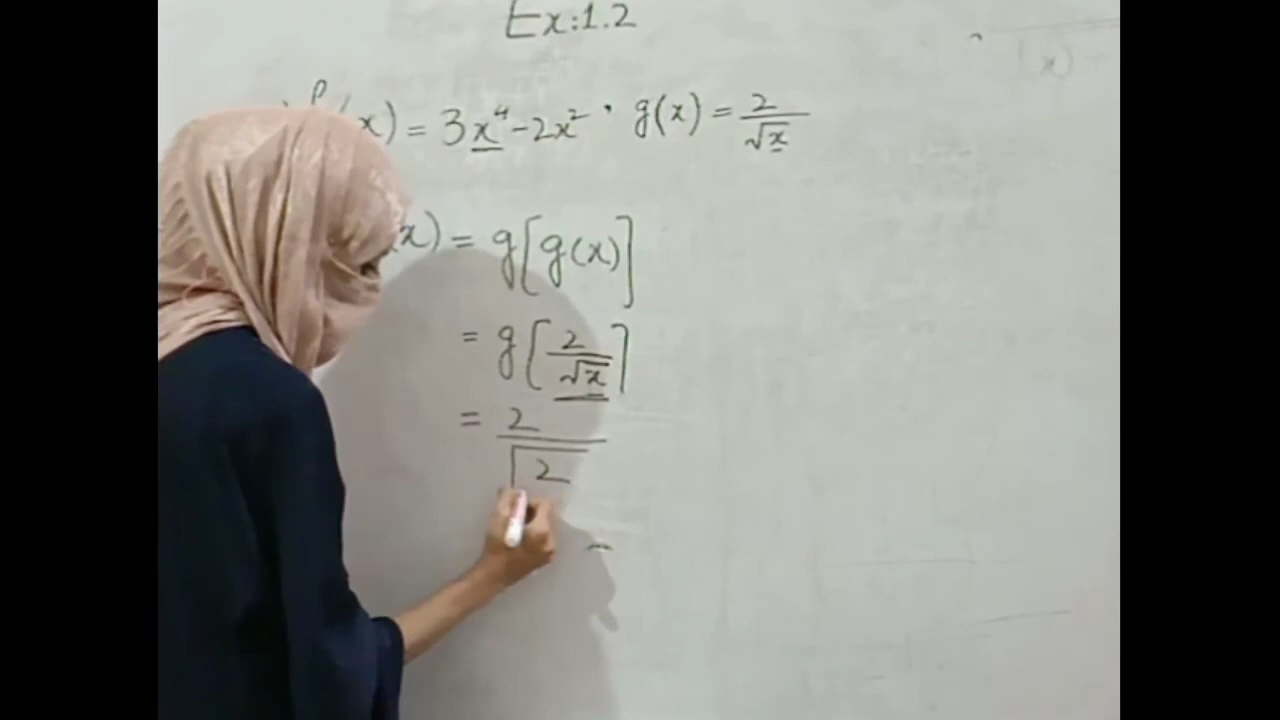 Ex:1.2
f(x) = 3x⁴-2x² , g(x) = 2/√x
(x) = g[g(x)]
= g[2/√x]
= 2/√2